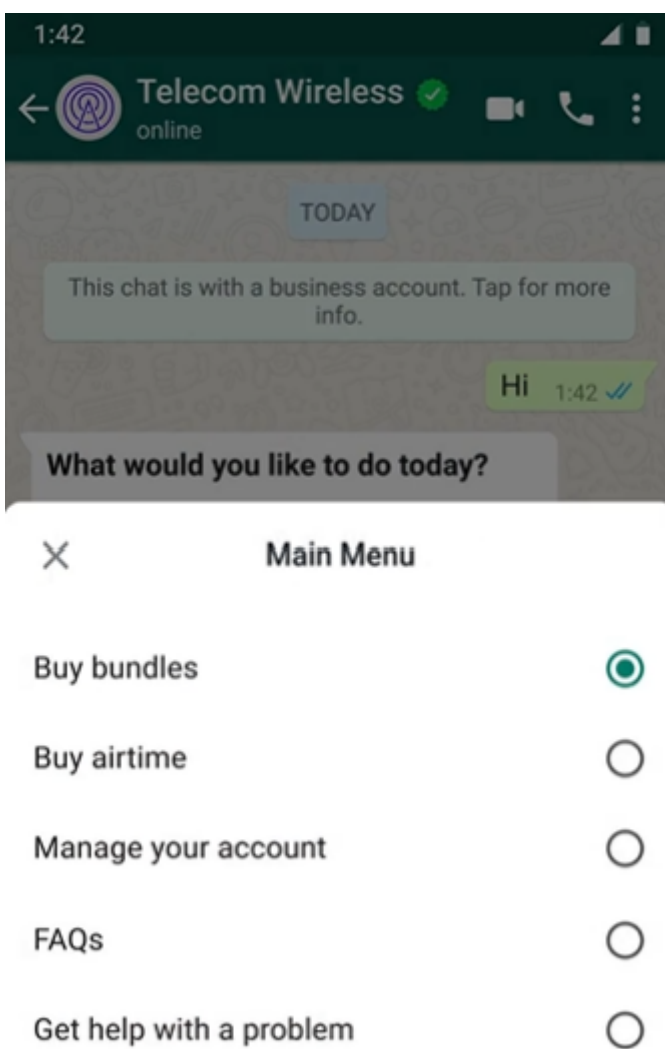 1:42
Telecom Wireless
online
TODAY
This chat is with a business account. Tap for more
info.
Hi 1:42
What would you like to do today?
Main Menu
Buy bundles
Buy airtime
Manage your account
FAQs
Get help with a problem